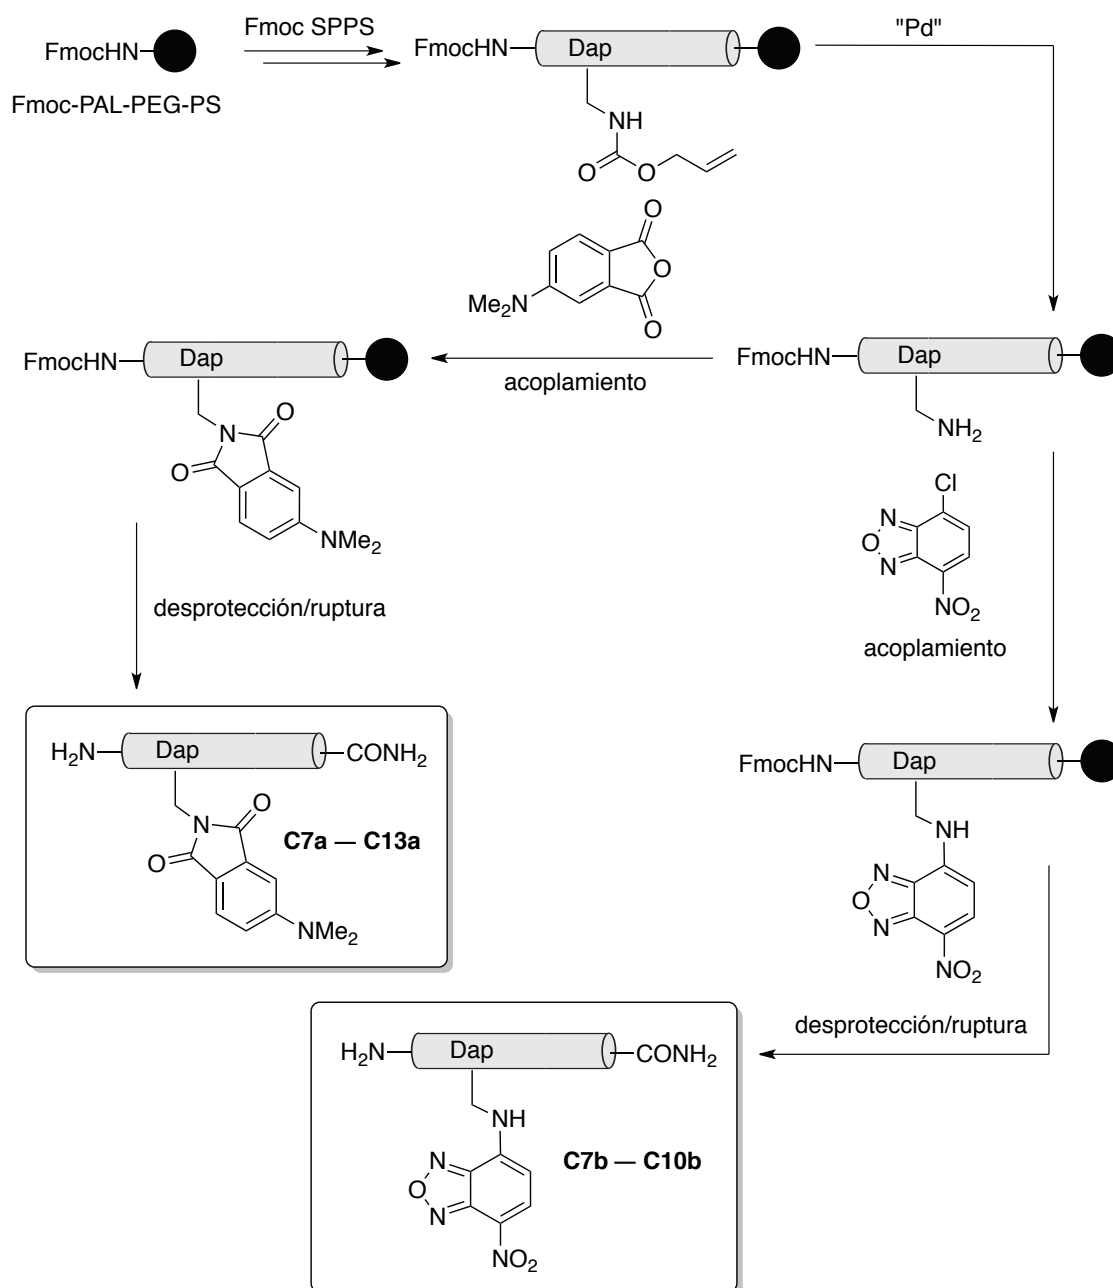 FmocHN
Fmoc SPPS
FmocHN
Dap
"Pd"
Fmoc-PAL-PEG-PS
NH
O
O
O
O
O
Me2N
FmocHN
Dap
acoplamiento
FmocHN
Dap
N
O
O
NMe2
NH2
Cl
N
O
N
NO2
acoplamiento
desprotección/ruptura
H2N
Dap
CONH2
N
O
O
NMe2
C7a — C13a
FmocHN
Dap
NH
N
O
N
NO2
desprotección/ruptura
H2N
Dap
CONH2
NH
N
O
N
NO2
C7b — C10b